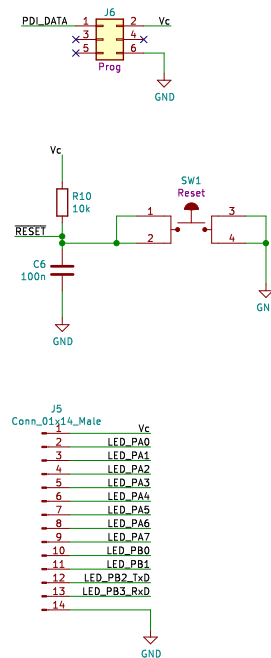 J6
PDI_DATA 1 2 Vc
3 4
5 6
Prog
GND
Vc
R10
10k
SW1
Reset
RESET
1 3
2 4
C6
100n
GND
GN
J5
Conn_01x14_Male
1 Vc
2 LED_PA0
3 LED_PA1
4 LED_PA2
5 LED_PA3
6 LED_PA4
7 LED_PA5
8 LED_PA6
9 LED_PA7
10 LED_PB0
11 LED_PB1
12 LED_PB2_TxD
13 LED_PB3_RxD
14
GND